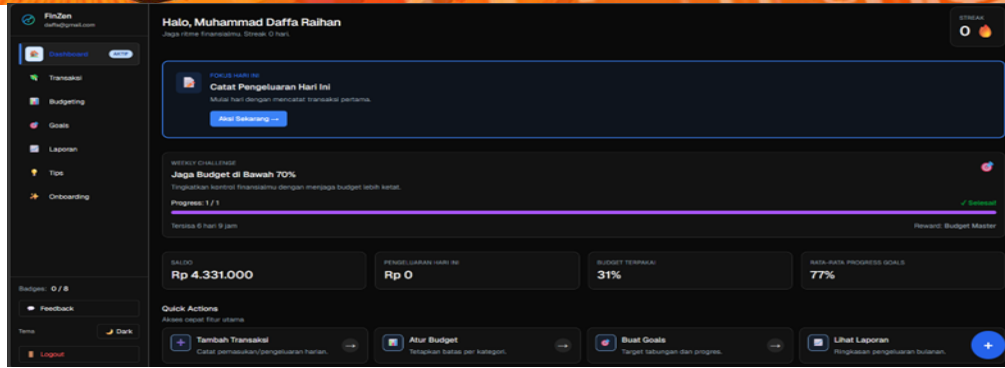 FinZen
daffa@gmail.com
Dashboard
AKTIF
Transaksi
Budgeting
Goals
Laporan
Tips
Onboarding
Badges: 0 / 8
Feedback
Tema
Dark
Logout
Halo, Muhammad Daffa Raihan
Jaga ritme finansialmu. Streak 0 hari.
STREAK
0
FOKUS HARI INI
Catat Pengeluaran Hari Ini
Mulai hari dengan mencatat transaksi pertama.
Aksi Sekarang →
WEEKLY CHALLENGE
Jaga Budget di Bawah 70%
Tingkatkan kontrol finansialmu dengan menjaga budget lebih ketat.
Progress: 1 / 1
✓ Selesai!
Tersisa 6 hari 9 jam
Reward: Budget Master
SALDO
Rp 4.331.000
PENGELUARAN HARI INI
Rp 0
BUDGET TERPAKAI
31%
RATA-RATA PROGRESS GOALS
77%
Quick Actions
Akses cepat fitur utama.
Tambah Transaksi
Catat pemasukan/pengeluaran harian.
→
Atur Budget
Tetapkan batas per kategori.
→
Buat Goals
Target tabungan dan progres.
→
Lihat Laporan
Ringkasan pengeluaran bulanan.
+